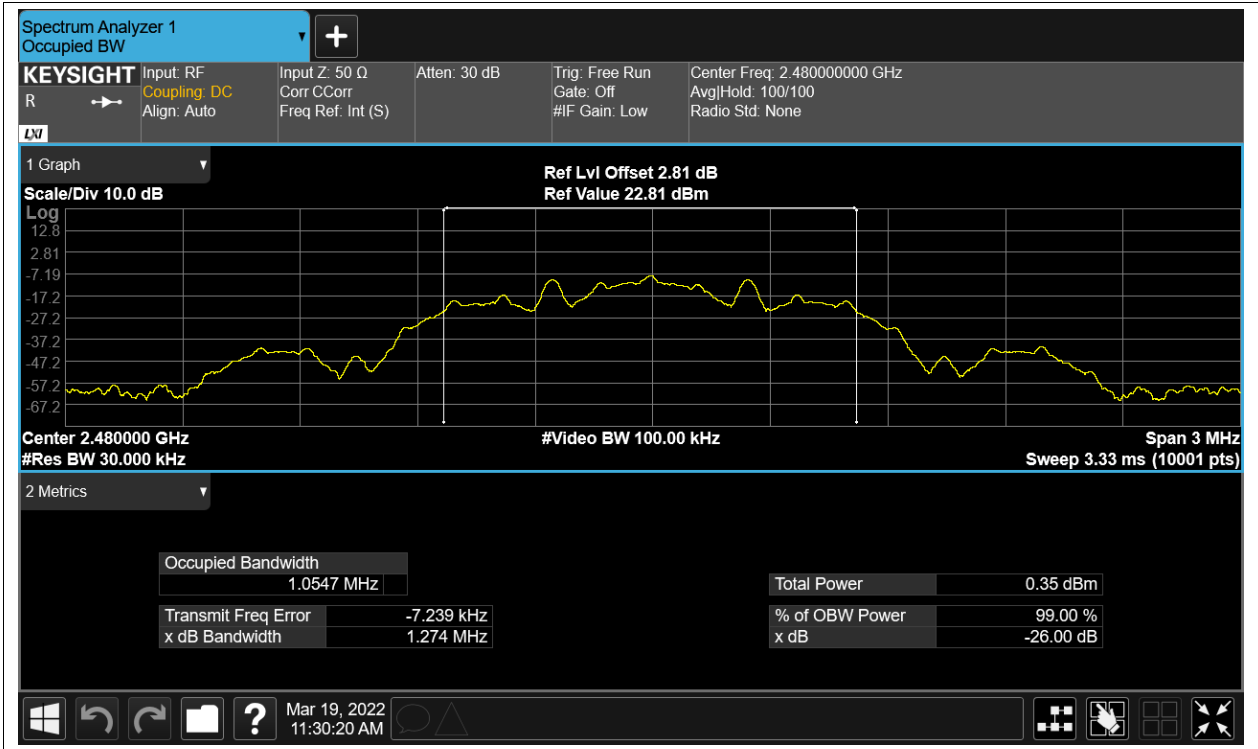 Spectrum Analyzer 1
Occupied BW
KEYSIGHT
R
LXI
Input: RF
Coupling: DC
Align: Auto
Input Z: 50 Ω
Corr CCorr
Freq Ref: Int (S)
Atten: 30 dB
Trig: Free Run
Gate: Off
#IF Gain: Low
Center Freq: 2.480000000 GHz
Avg|Hold: 100/100
Radio Std: None
1 Graph
Scale/Div 10.0 dB
Ref Lvl Offset 2.81 dB
Ref Value 22.81 dBm
Log
12.8
2.81
-7.19
-17.2
-27.2
-37.2
-47.2
-57.2
-67.2
Center 2.480000 GHz
#Video BW 100.00 kHz
Span 3 MHz
#Res BW 30.000 kHz
Sweep 3.33 ms (10001 pts)
2 Metrics
Occupied Bandwidth
1.0547 MHz
Total Power 0.35 dBm
Transmit Freq Error -7.239 kHz
% of OBW Power 99.00 %
x dB Bandwidth 1.274 MHz
x dB -26.00 dB
?
Mar 19, 2022
11:30:20 AM